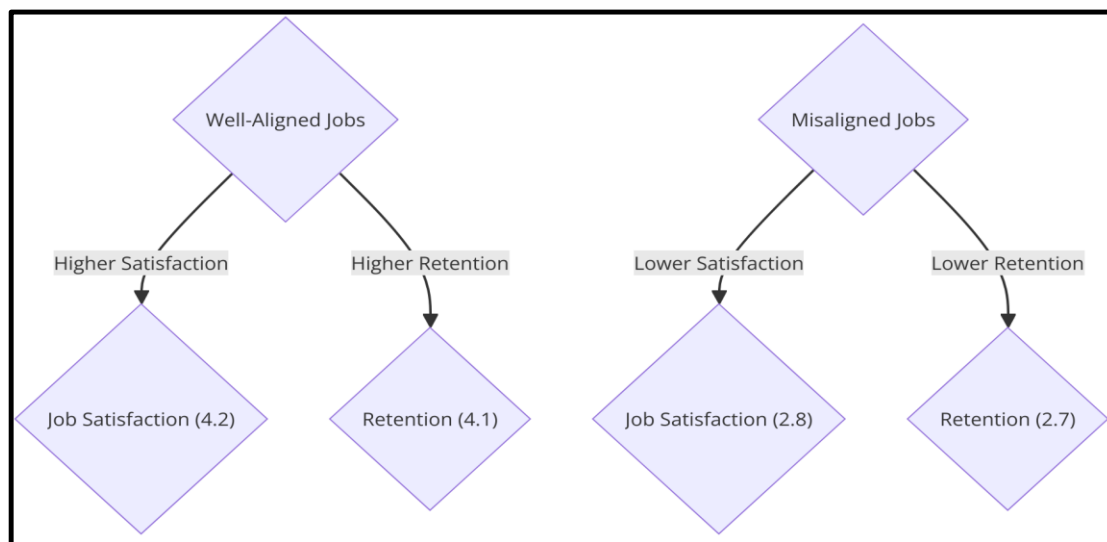 Well-Aligned Jobs
Misaligned Jobs
Higher Satisfaction
Higher Retention
Lower Satisfaction
Lower Retention
Job Satisfaction (4.2)
Retention (4.1)
Job Satisfaction (2.8)
Retention (2.7)